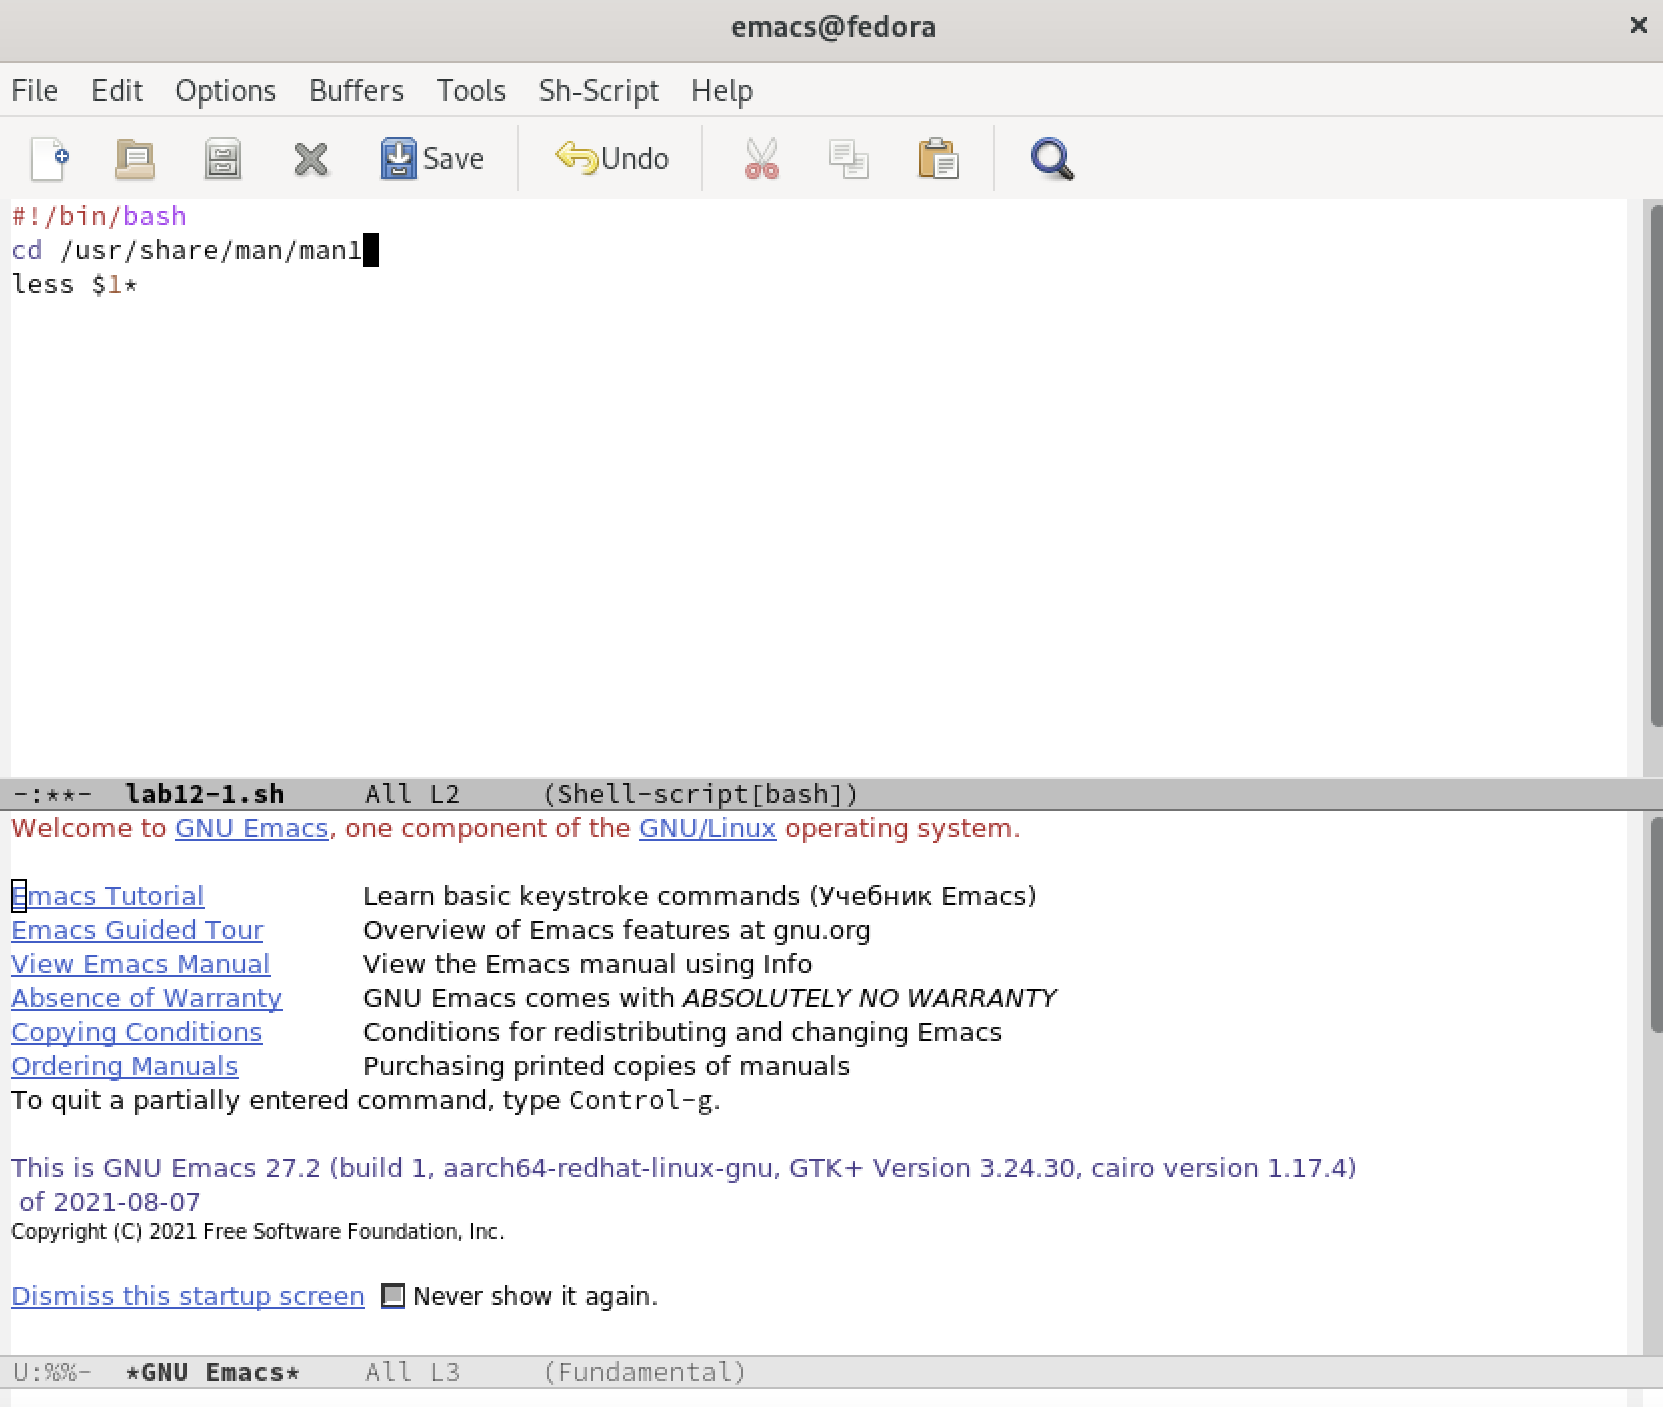 emacs@fedora
File Edit Options Buffers Tools Sh-Script Help
Save Undo
#!/bin/bash
cd /usr/share/man/man1
less $1*
-:**- lab12-1.sh All L2 (Shell-script[bash])
Welcome to GNU Emacs, one component of the GNU/Linux operating system.
Emacs Tutorial Learn basic keystroke commands (Учебник Emacs)
Emacs Guided Tour Overview of Emacs features at gnu.org
View Emacs Manual View the Emacs manual using Info
Absence of Warranty GNU Emacs comes with ABSOLUTELY NO WARRANTY
Copying Conditions Conditions for redistributing and changing Emacs
Ordering Manuals Purchasing printed copies of manuals
To quit a partially entered command, type Control-g.
This is GNU Emacs 27.2 (build 1, aarch64-redhat-linux-gnu, GTK+ Version 3.24.30, cairo version 1.17.4)
of 2021-08-07
Copyright (C) 2021 Free Software Foundation, Inc.
Dismiss this startup screen Never show it again.
U:%%- *GNU Emacs* All L3 (Fundamental)